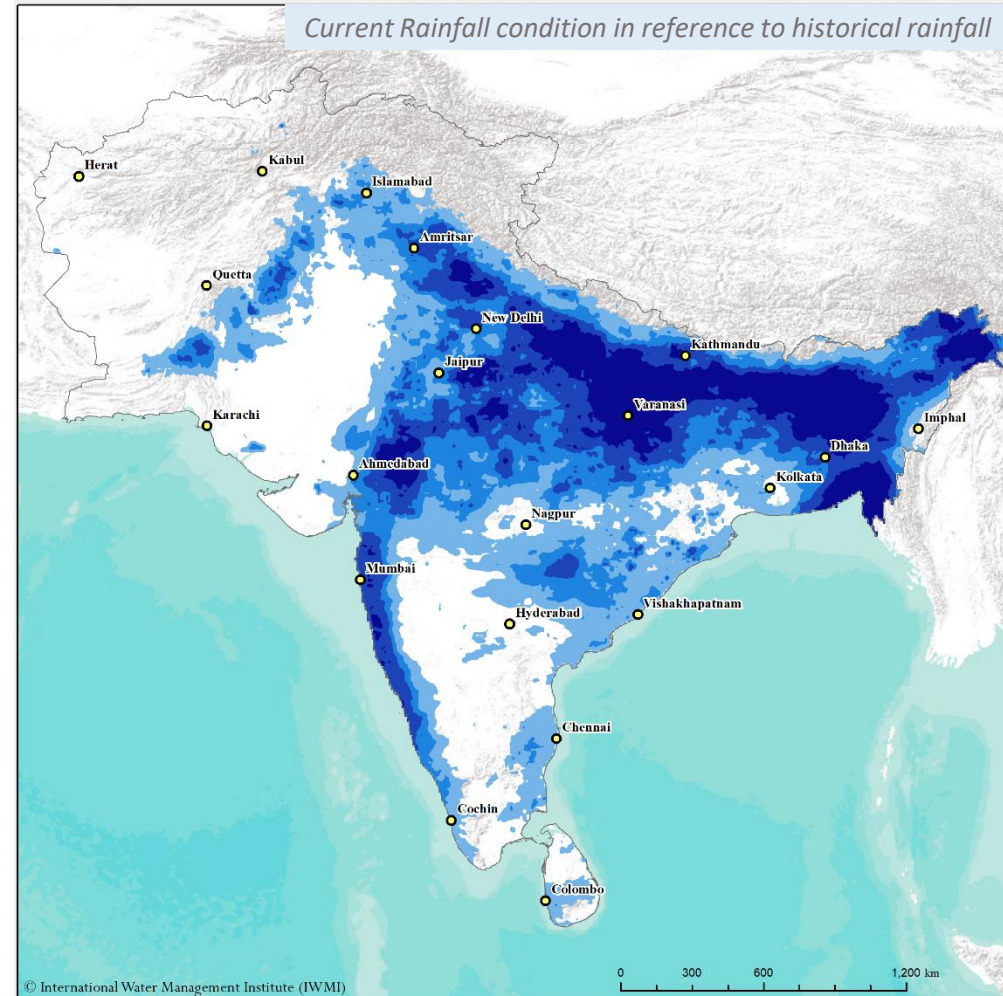 Current Rainfall condition in reference to historical rainfall
Herat
Kabul
Islamabad
Amritsar
Quetta
New Delhi
Kathmandu
Jaipur
Varanasi
Karachi
Imphal
Dhaka
Ahmedabad
Kolkata
Nagpur
Mumbai
Vishakhapatnam
Hyderabad
Chennai
Cochin
Colombo
0 300 600 1,200 km
© International Water Management Institute (IWMI)